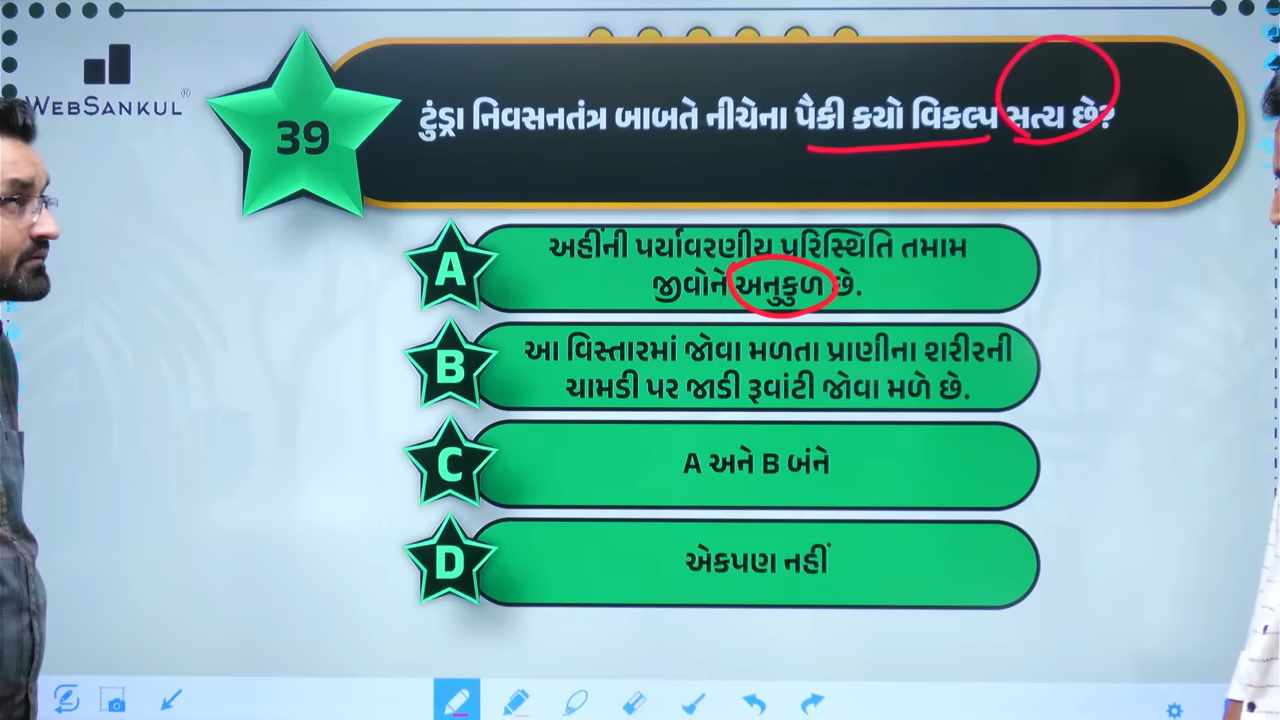 WEBSANKUL®
39
ટુંડ્રા નિવસનતંત્ર બાબતે નીચેના પૈકી કયો વિકલ્પ સત્ય છે?
A
અહીંની પર્યાવરણીય પરિસ્થિતિ તમામ
જીવોને અનુકુળ છે.
B
આ વિસ્તારમાં જોવા મળતા પ્રાણીના શરીરની
ચામડી પર જાડી રૂવાંટી જોવા મળે છે.
C
A અને B બંને
D
એકપણ નહીં